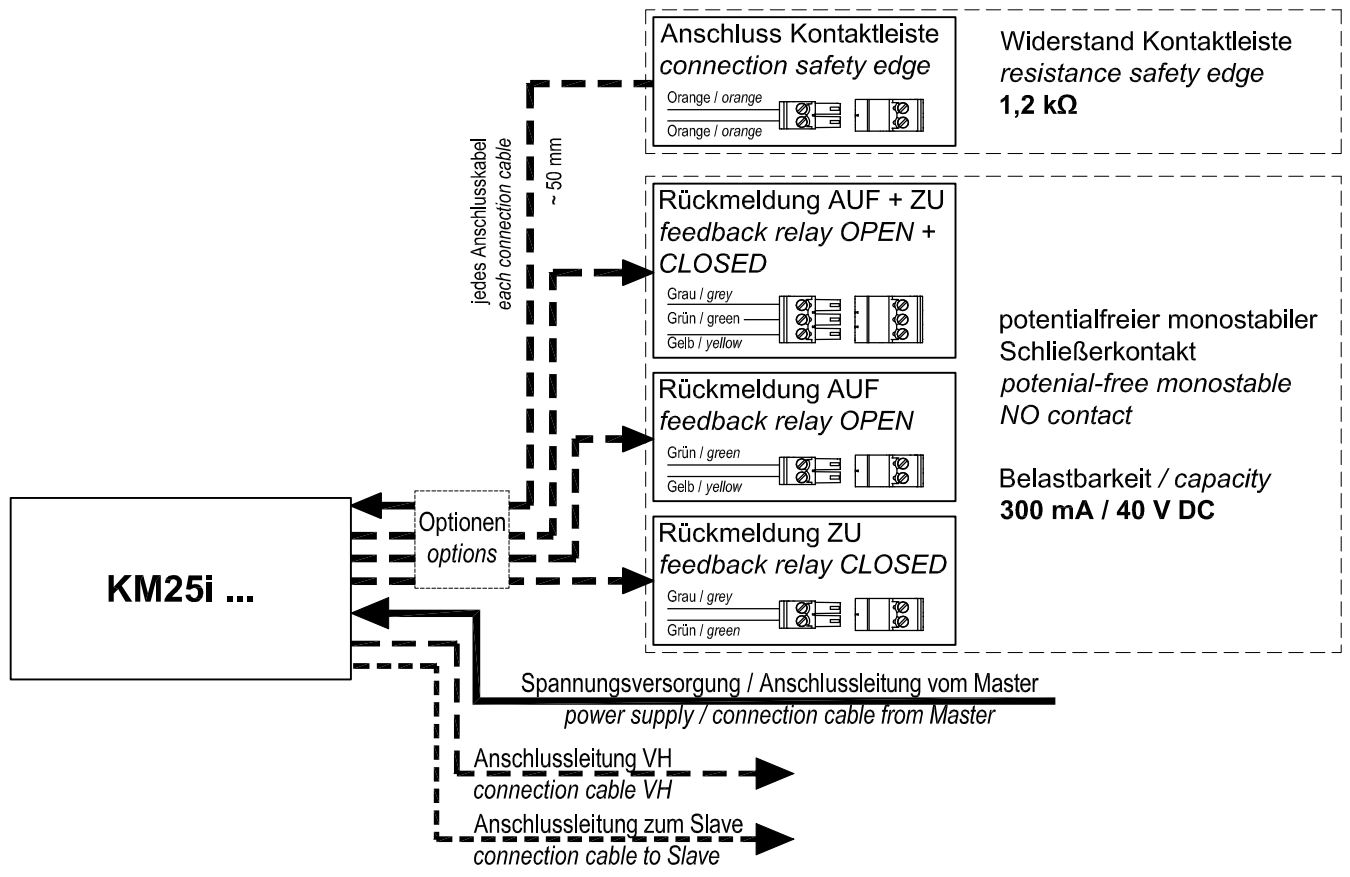 Anschluss Kontaktleiste
connection safety edge
Orange / orange
Orange / orange
Widerstand Kontaktleiste
resistance safety edge
1,2 kΩ
jedes Anschlusskabel
each connection cable
~ 50 mm
Rückmeldung AUF + ZU
feedback relay OPEN +
CLOSED
Grau / grey
Grün / green
Gelb / yellow
potentialfreier monostabiler
Schließerkontakt
potenial-free monostable
NO contact
Belastbarkeit / capacity
300 mA / 40 V DC
Rückmeldung AUF
feedback relay OPEN
Grün / green
Gelb / yellow
Rückmeldung ZU
feedback relay CLOSED
Grau / grey
Grün / green
Optionen
options
KM25i ...
Spannungsversorgung / Anschlussleitung vom Master
power supply / connection cable from Master
Anschlussleitung VH
connection cable VH
Anschlussleitung zum Slave
connection cable to Slave